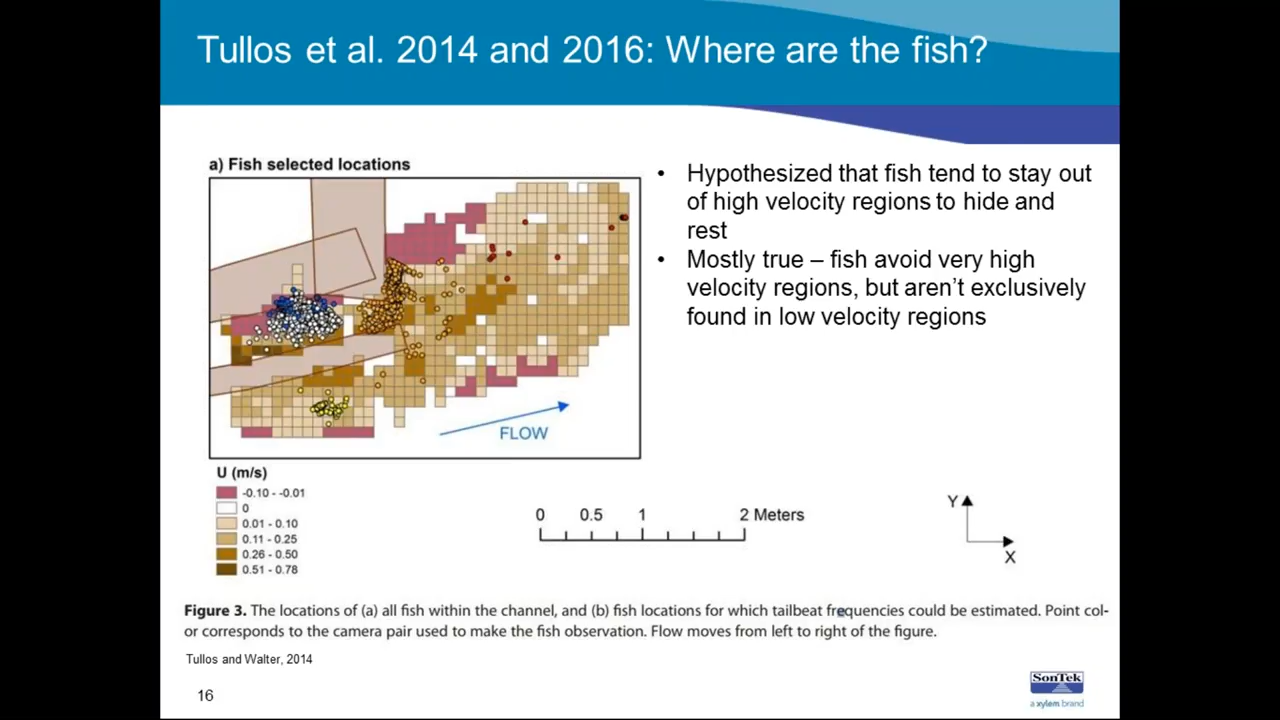 Tullos et al. 2014 and 2016: Where are the fish?
a) Fish selected locations
FLOW
U (m/s)
-0.10 - -0.01
0
0.01 - 0.10
0.11 - 0.25
0.26 - 0.50
0.51 - 0.78
0 0.5 1 2 Meters
Y
X
• Hypothesized that fish tend to stay out
of high velocity regions to hide and
rest
• Mostly true – fish avoid very high
velocity regions, but aren't exclusively
found in low velocity regions
Figure 3. The locations of (a) all fish within the channel, and (b) fish locations for which tailbeat frequencies could be estimated. Point col-
or corresponds to the camera pair used to make the fish observation. Flow moves from left to right of the figure.
Tullos and Walter, 2014
16
SonTek
a xylem brand